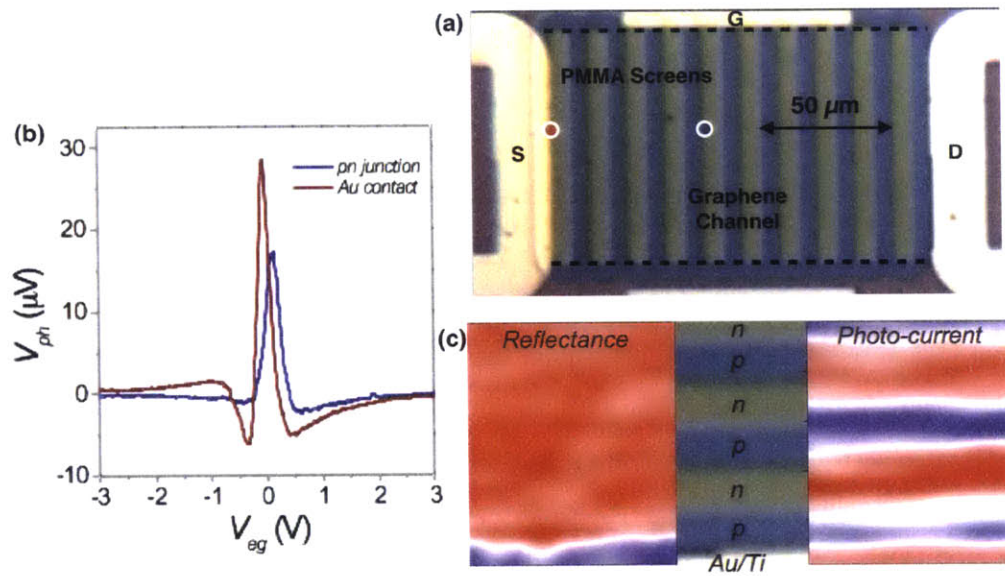 (a)
G
PMMA Screens
50 µm
S
D
Graphene
Channel
(b)
30
20
10
0
-10
V_ph (µV)
pn junction
Au contact
-3
-2
-1
0
1
2
3
V_eg (V)
(c)
Reflectance
n
p
n
p
n
p
Au/Ti
Photo-current